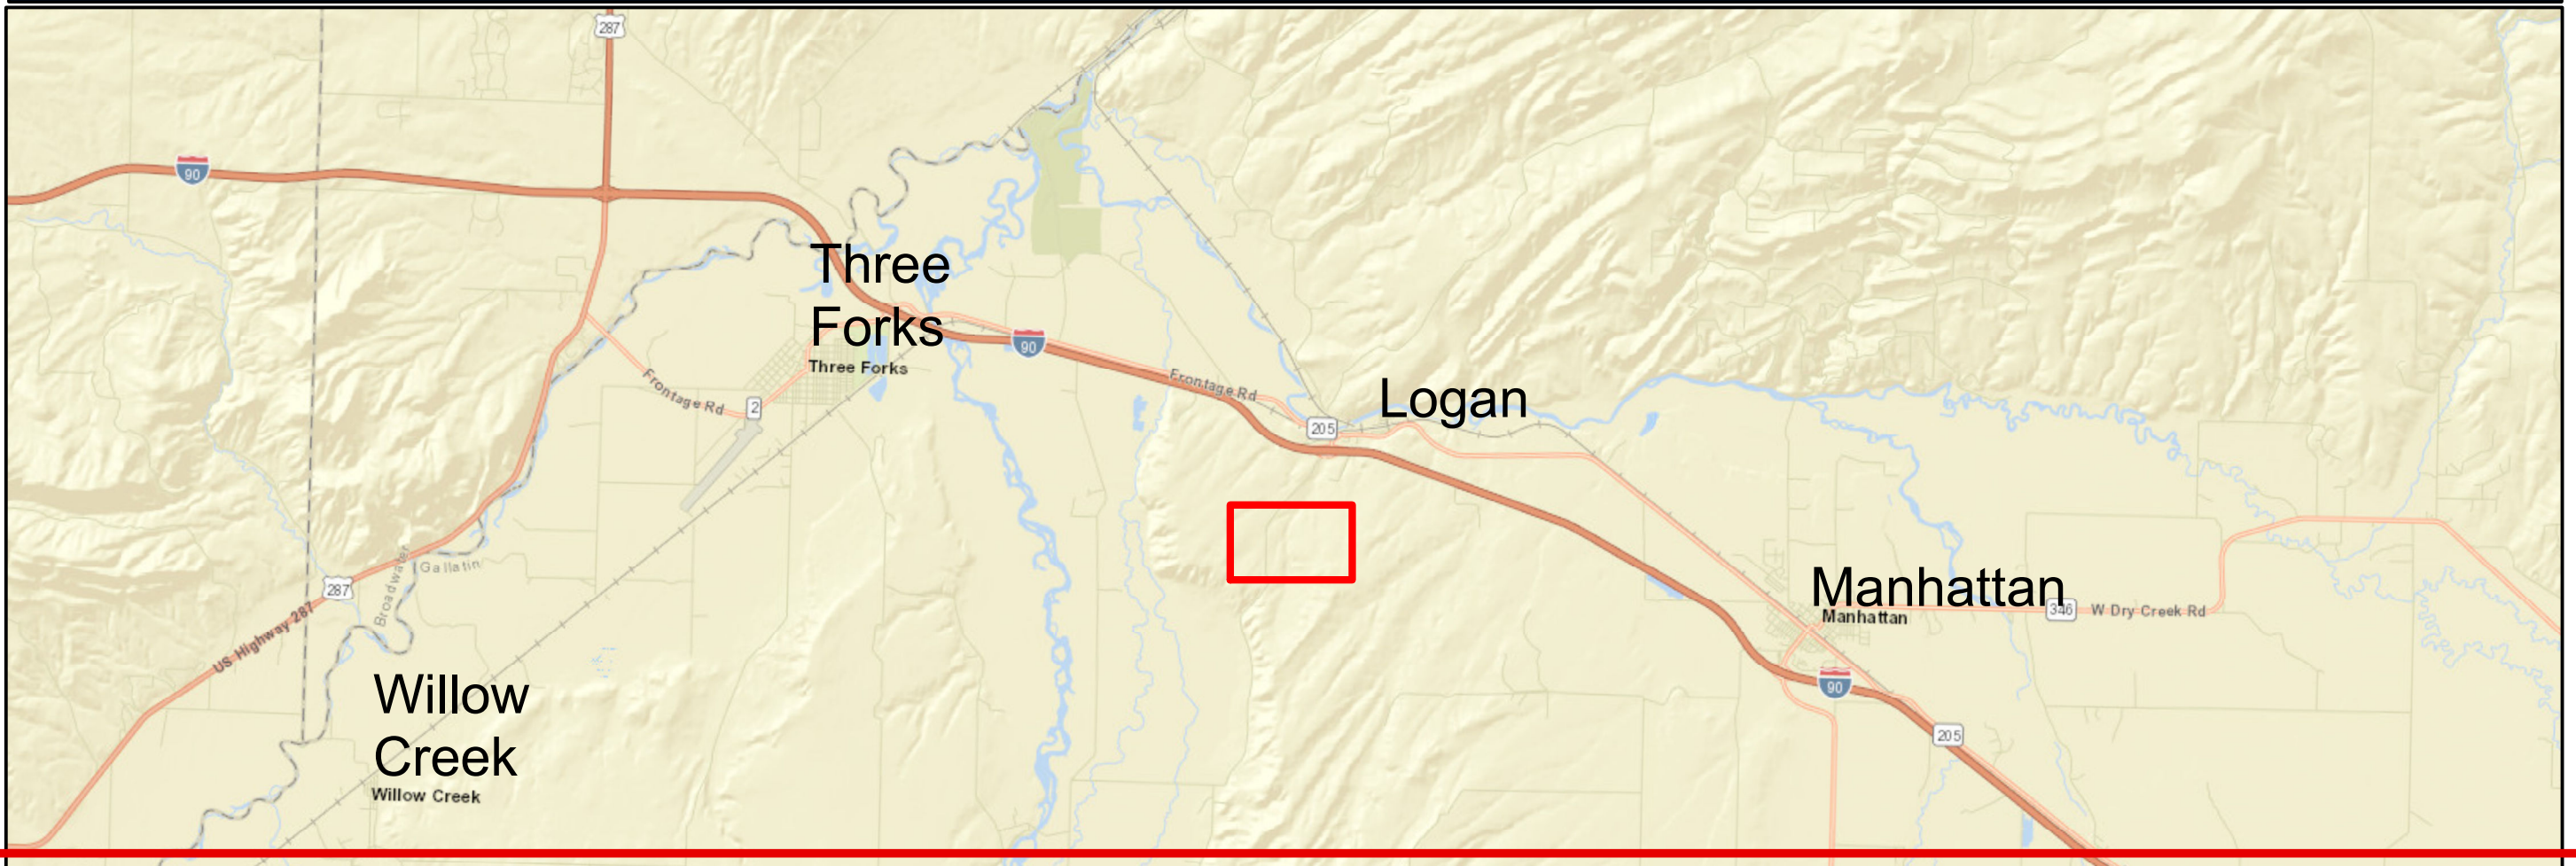 287
90
Three
Forks
Three Forks
90
Frontage Rd
Frontage Rd
2
Logan
205
Gallatin
Broadwater
287
US Highway 287
Manhattan
Manhattan
346
W Dry Creek Rd
Willow
Creek
Willow Creek
90
205